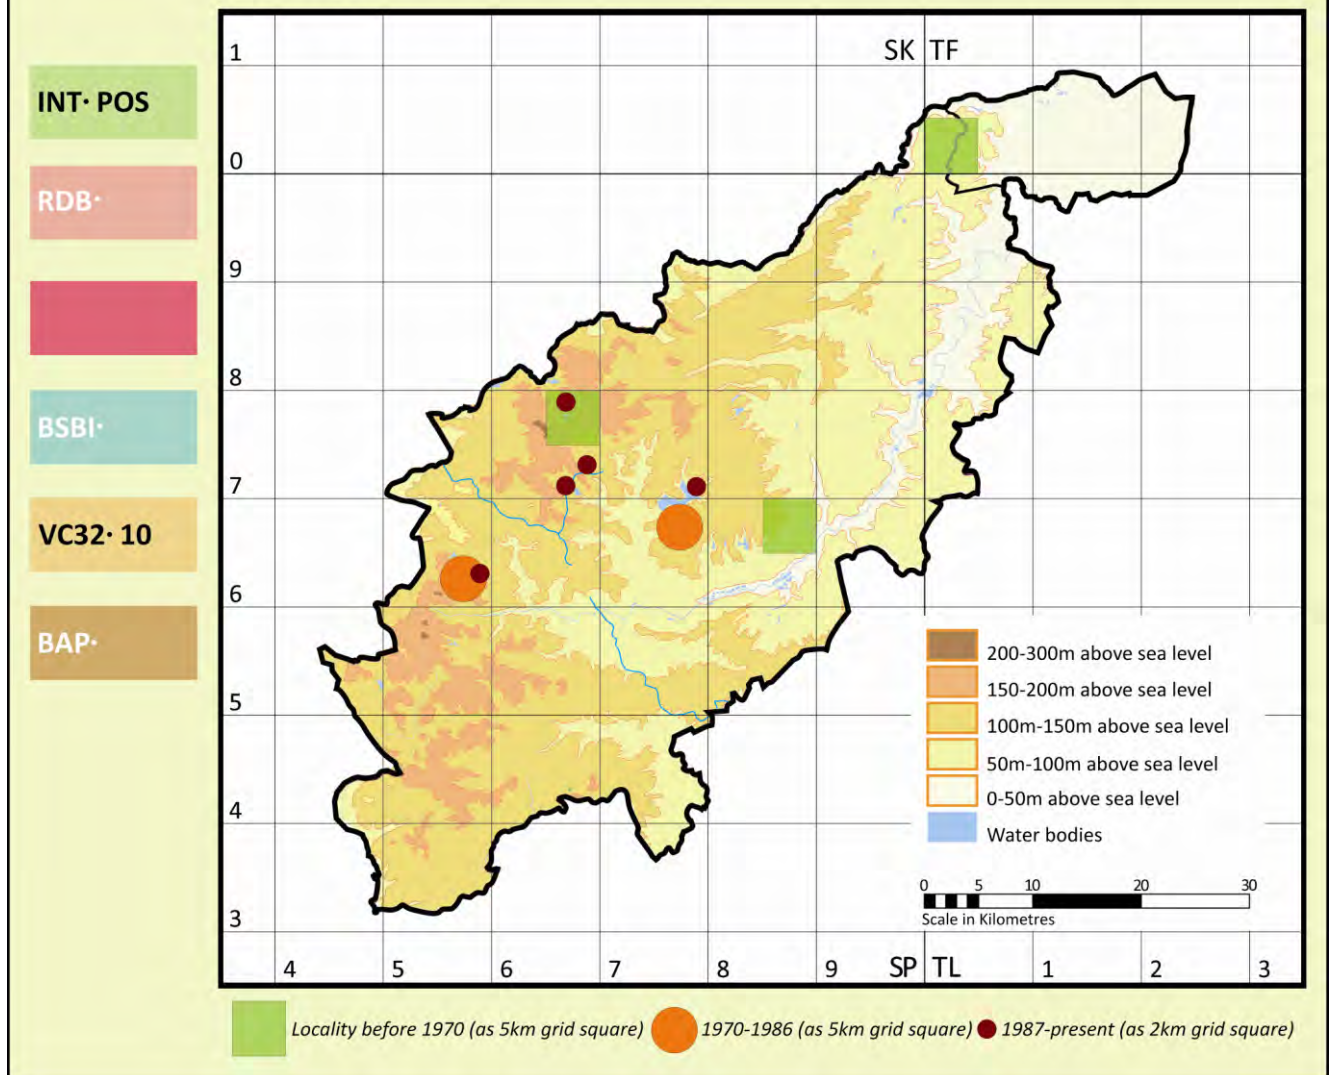 INT· POS
RDB·
BSBI·
VC32· 10
BAP·
SK TF
1
0
9
8
7
6
5
4
3
200-300m above sea level
150-200m above sea level
100m-150m above sea level
50m-100m above sea level
0-50m above sea level
Water bodies
0 5 10 20 30
Scale in Kilometres
4 5 6 7 8 9 SP TL 1 2 3
Locality before 1970 (as 5km grid square) 1970-1986 (as 5km grid square) 1987-present (as 2km grid square)